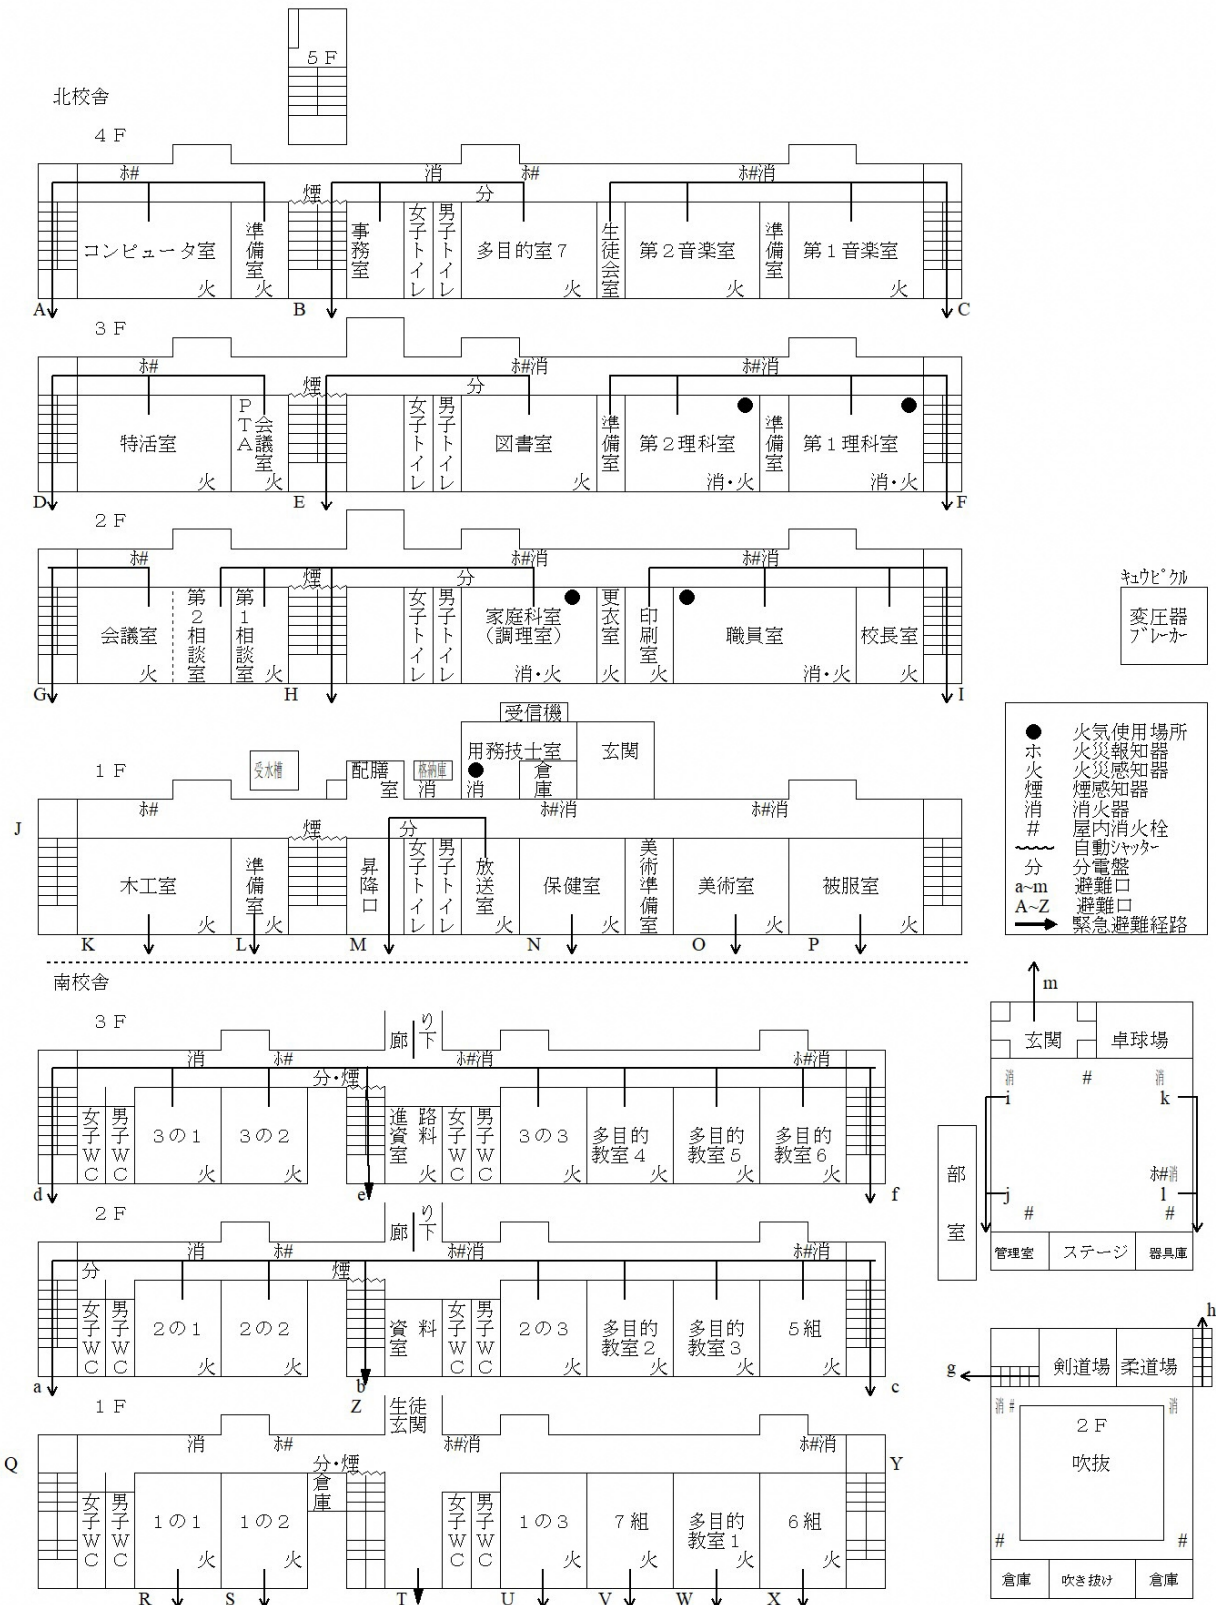 ５Ｆ
北校舎
４Ｆ
ﾎ# 消 ﾎ# ﾎ#消
煙 分
コンピュータ室 準備室 事務室 女子トイレ 男子トイレ 多目的室７ 生徒会室 第２音楽室 準備室 第１音楽室
火 火 火 火 火
A B C
３Ｆ
ﾎ# ﾎ#消 ﾎ#消
煙 分
特活室 ＰＴＡ会議室 女子トイレ 男子トイレ 図書室 準備室 第２理科室 準備室 第１理科室
火 火 火 消・火 消・火
D E F
２Ｆ
ﾎ# ﾎ#消 ﾎ#消
煙 分
会議室 第２相談室 第１相談室 女子トイレ 男子トイレ 家庭科室 更衣室 印刷室 職員室 校長室
(調理室)
火 火 消・火 火 火 消・火 火
G H I
ｷｭｳﾋﾞｸﾙ
変圧器
ﾌﾞﾚｰｶｰ
● 火気使用場所
ホ 火災報知器
火 火災感知器
煙 煙感知器
消 消火器
# 屋内消火栓
自動ｼｬｯﾀｰ
分 分電盤
a~m 避難口
A~Z 避難口
緊急避難経路
受信機
用務技士室 玄関
１Ｆ 受水槽 配膳室 格納庫 倉庫
消 消
ﾎ# ﾎ#消 ﾎ#消
J 煙 分
木工室 準備室 昇降口 女子トイレ 男子トイレ 放送室 保健室 美術準備室 美術室 被服室
火 火 火 火 火 火
K L M N O P
南校舎
３Ｆ 廊 り下
消 ﾎ# ﾎ#消 ﾎ#消
分・煙
女子ＷＣ 男子ＷＣ ３の１ ３の２ 進路資料室 女子ＷＣ 男子ＷＣ ３の３ 多目的教室４ 多目的教室５ 多目的教室６
火 火 火 火 火 火 火
d e f
２Ｆ 廊 り下
消 ﾎ# ﾎ#消 ﾎ#消
分 煙
女子ＷＣ 男子ＷＣ ２の１ ２の２ 資料室 女子ＷＣ 男子ＷＣ ２の３ 多目的教室２ 多目的教室３ ５組
火 火 火 火 火 火
a b c
Z
１Ｆ 生徒玄関
消 ﾎ# ﾎ#消 ﾎ#消
Q 分・煙 Y
女子ＷＣ 男子ＷＣ １の１ １の２ 倉庫 女子ＷＣ 男子ＷＣ １の３ ７組 多目的教室１ ６組
火 火 火 火 火 火
R S T U V W X
m
玄関 卓球場
消 # 消
i k
ﾎ#消
j l
# #
部室
管理室 ステージ 器具庫
h
g 剣道場 柔道場
消 # 消
２Ｆ
吹抜
# #
倉庫 吹き抜け 倉庫